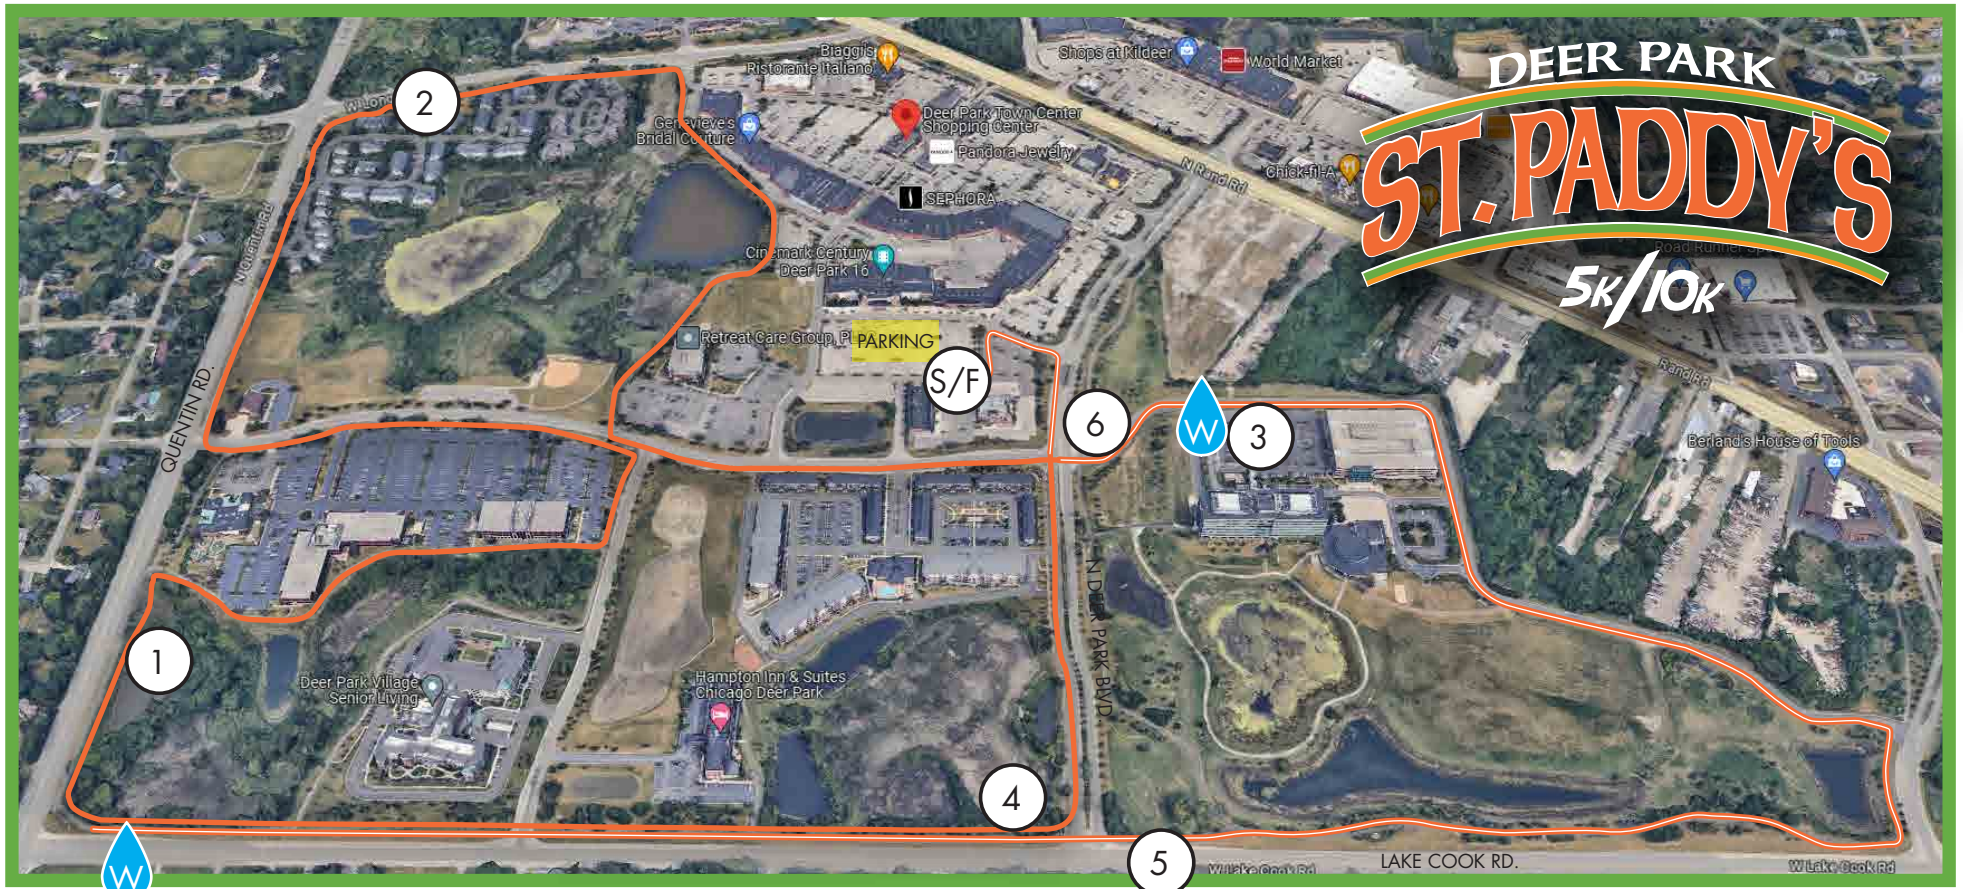 DEER PARK
ST. PADDY'S
5K/10K
Biaggi's
Ristorante Italiano
Shops at Kildeer
World Market
2
W Long
Genevieve's
Bridal Couture
Deer Park Town Center
Shopping Center
PANDORA
Pandora Jewelry
N Rand Rd
Chick-fil-A
SEPHORA
N Quentin Rd
Cinemark Century
Deer Park 16
Road Runner Sp
Retreat Care Group, P
PARKING
S/F
6
W
3
Rand Rd
QUENTIN RD.
Berland's House of Tools
N DEER PARK BLVD.
1
Deer Park Village
Senior Living
Hampton Inn & Suites
Chicago Deer Park
4
W
5
W Lake Cook Rd
LAKE COOK RD.
W Lake Cook Rd